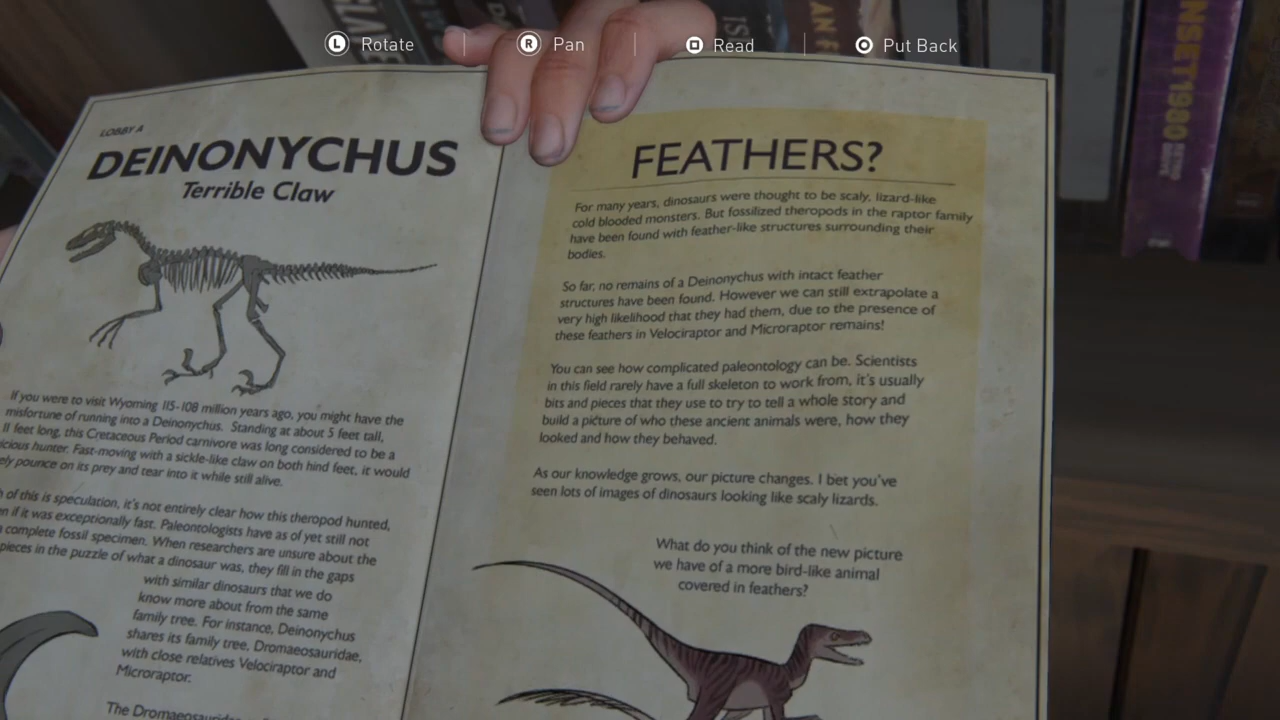 Rotate
Pan
Read
Put Back
LOBBY A
DEINONYCHUS
Terrible Claw
If you were to visit Wyoming 115-108 million years ago, you might have the
misfortune of running into a Deinonychus. Standing at about 5 feet tall,
11 feet long, this Cretaceous Period carnivore was long considered to be a
hunter. Fast-moving with a sickle-like claw on both hind feet, it would
pounce on its prey and tear into it while still alive.
of this is speculation, it's not entirely clear how this theropod hunted,
if it was exceptionally fast. Paleontologists have as of yet still not
complete fossil specimen. When researchers are unsure about the
pieces in the puzzle of what a dinosaur was, they fill in the gaps
with similar dinosaurs that we do
know more about from the same
family tree. For instance, Deinonychus
shares its family tree, Dromaeosauridae,
with close relatives Velociraptor and
Microraptor.
The
FEATHERS?
For many years, dinosaurs were thought to be scaly, lizard-like
cold blooded monsters. But fossilized theropods in the raptor family
have been found with feather-like structures surrounding their
bodies.
So far, no remains of a Deinonychus with intact feather
structures have been found. However we can still extrapolate a
very high likelihood that they had them, due to the presence of
these feathers in Velociraptor and Microraptor remains!
You can see how complicated paleontology can be. Scientists
in this field rarely have a full skeleton to work from, it's usually
bits and pieces that they use to try to tell a whole story and
build a picture of who these ancient animals were, how they
looked and how they behaved.
As our knowledge grows, our picture changes. I bet you've
seen lots of images of dinosaurs looking like scaly lizards.
What do you think of the new picture
we have of a more bird-like animal
covered in feathers?